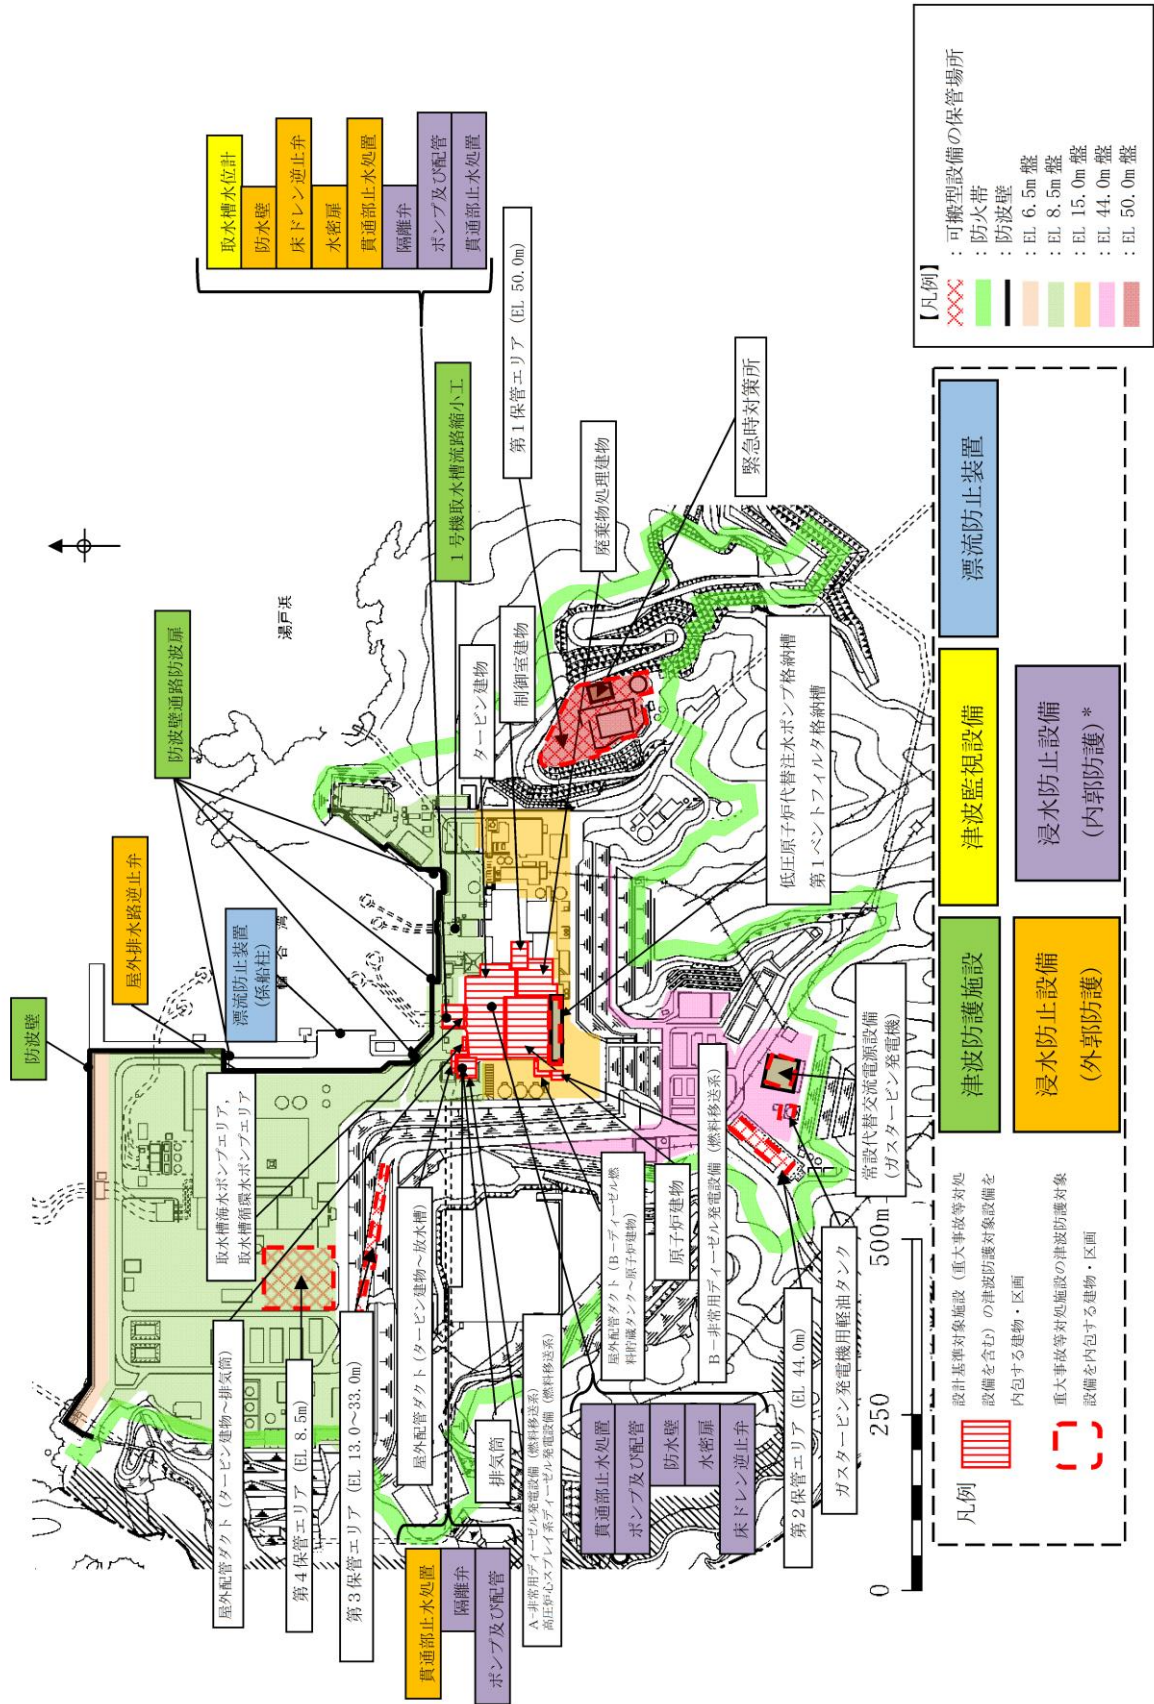 防波壁
屋外排水路逆止弁
漂流防止装置
(係船柱)
防波壁通路防波扉
湯戸浜
1号機取水槽流路縮小工
取水槽水位計
防水壁
床ドレン逆止弁
水密扉
貫通部止水処置
隔離弁
ポンプ及び配管
貫通部止水処置
屋外配管ダクト (タービン建物~排気筒)
取水槽海水ポンプエリア,
取水槽循環水ポンプエリア
第4保管エリア (EL 8.5m)
第3保管エリア (EL 13.0~33.0m)
屋外配管ダクト (タービン建物~放水槽)
タービン建物
制御室建物
第1保管エリア (EL 50.0m)
廃棄物処理建物
緊急時対策所
貫通部止水処置
隔離弁
ポンプ及び配管
排気筒
A-非常用ディーゼル発電設備 (燃料移送系)
高圧炉心スプレイ系ディーゼル発電設備 (燃料移送系)
貫通部止水処置
ポンプ及び配管
防水壁
水密扉
床ドレン逆止弁
屋外配管ダクト (B-ディーゼル燃
料貯蔵タンク~原子炉建物)
原子炉建物
B-非常用ディーゼル発電設備 (燃料移送系)
低圧原子炉代替注水ポンプ格納槽
第1ベントフィルタ格納槽
第2保管エリア (EL 44.0m)
ガスタービン発電機用軽油タンク
常設代替交流電源設備
(ガスタービン発電機)
0 250 500m
凡例
設計基準対象施設 (重大事故等対処
設備を含む) の津波防護対象設備を
内包する建物・区画
重大事故等対処施設の津波防護対象
設備を内包する建物・区画
津波防護施設
津波監視設備
漂流防止装置
浸水防止設備
(外郭防護)
浸水防止設備
(内郭防護)*
【凡例】
: 可搬型設備の保管場所
: 防火帯
: 防波壁
: EL 6.5m盤
: EL 8.5m盤
: EL 15.0m盤
: EL 44.0m盤
: EL 50.0m盤